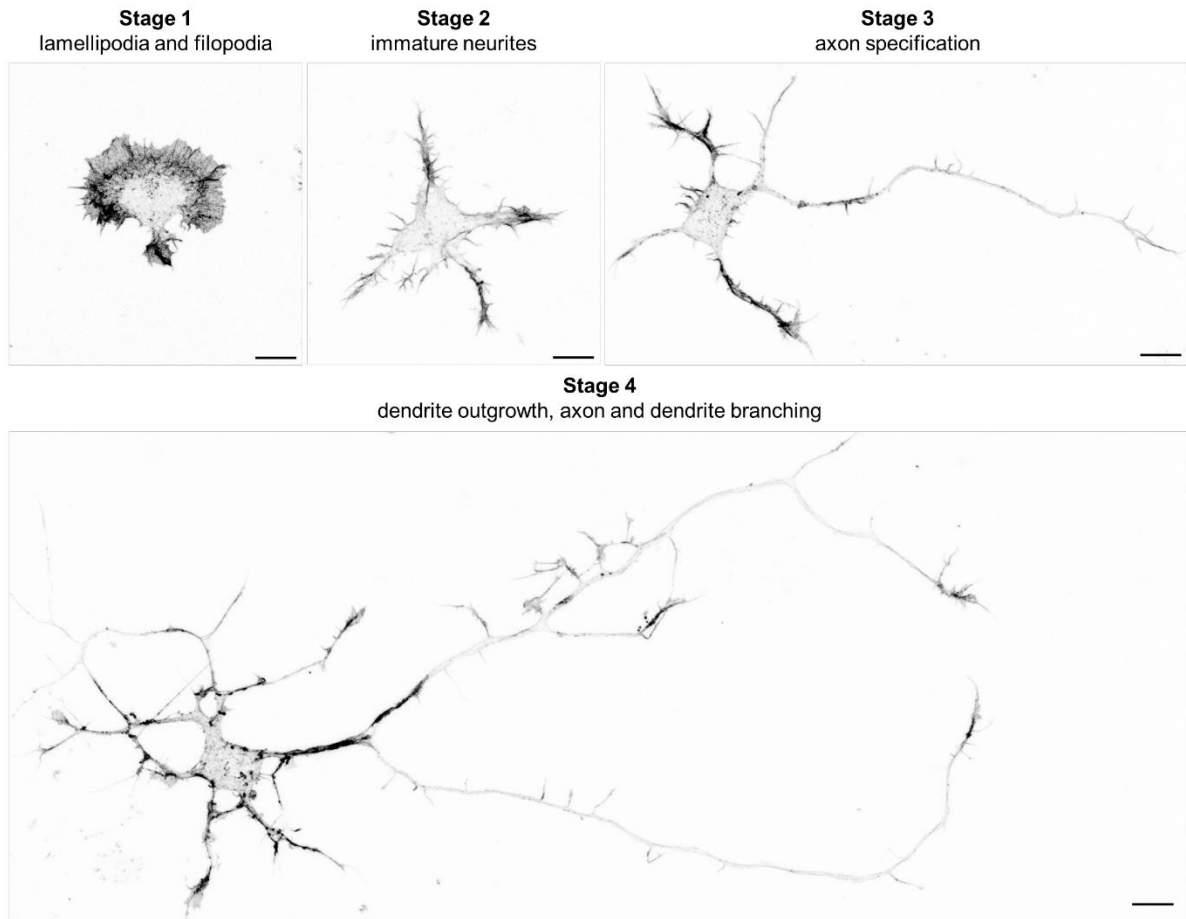 Stage 1
lamellipodia and filopodia
Stage 2
immature neurites
Stage 3
axon specification
Stage 4
dendrite outgrowth, axon and dendrite branching